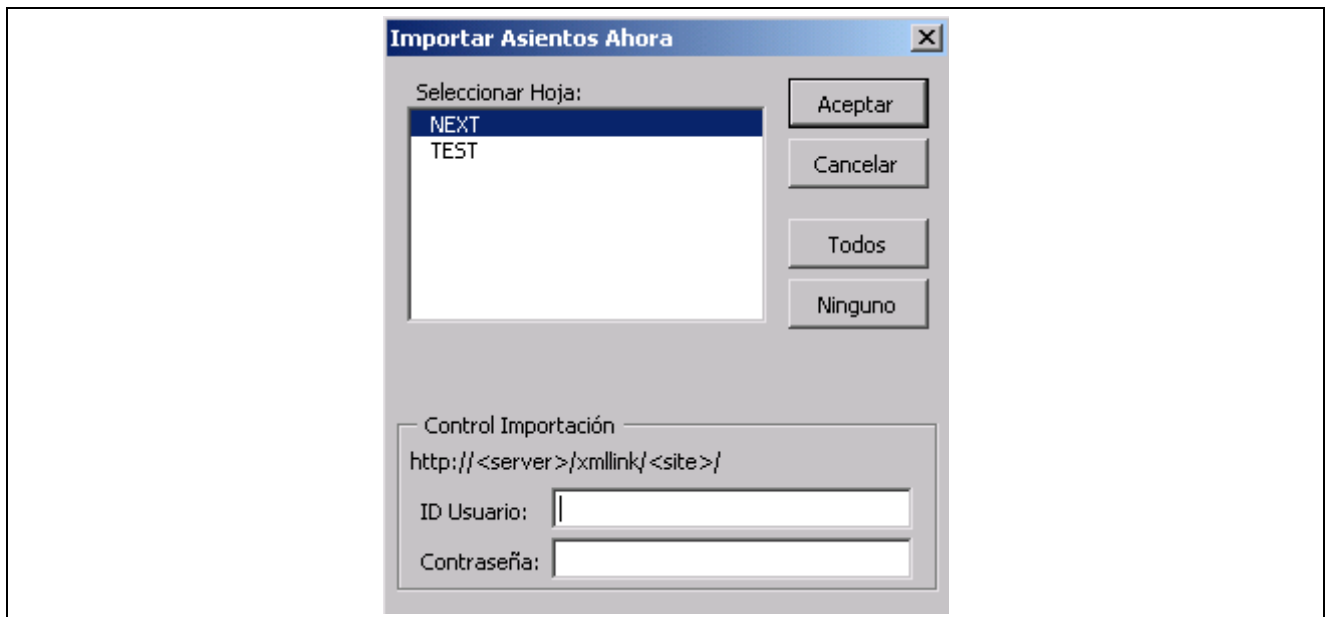 Importar Asientos Ahora
Seleccionar Hoja:
NEXT
TEST
Aceptar
Cancelar
Todos
Ninguno
Control Importación
http://<server>/xmllink/<site>/
ID Usuario:
Contraseña: